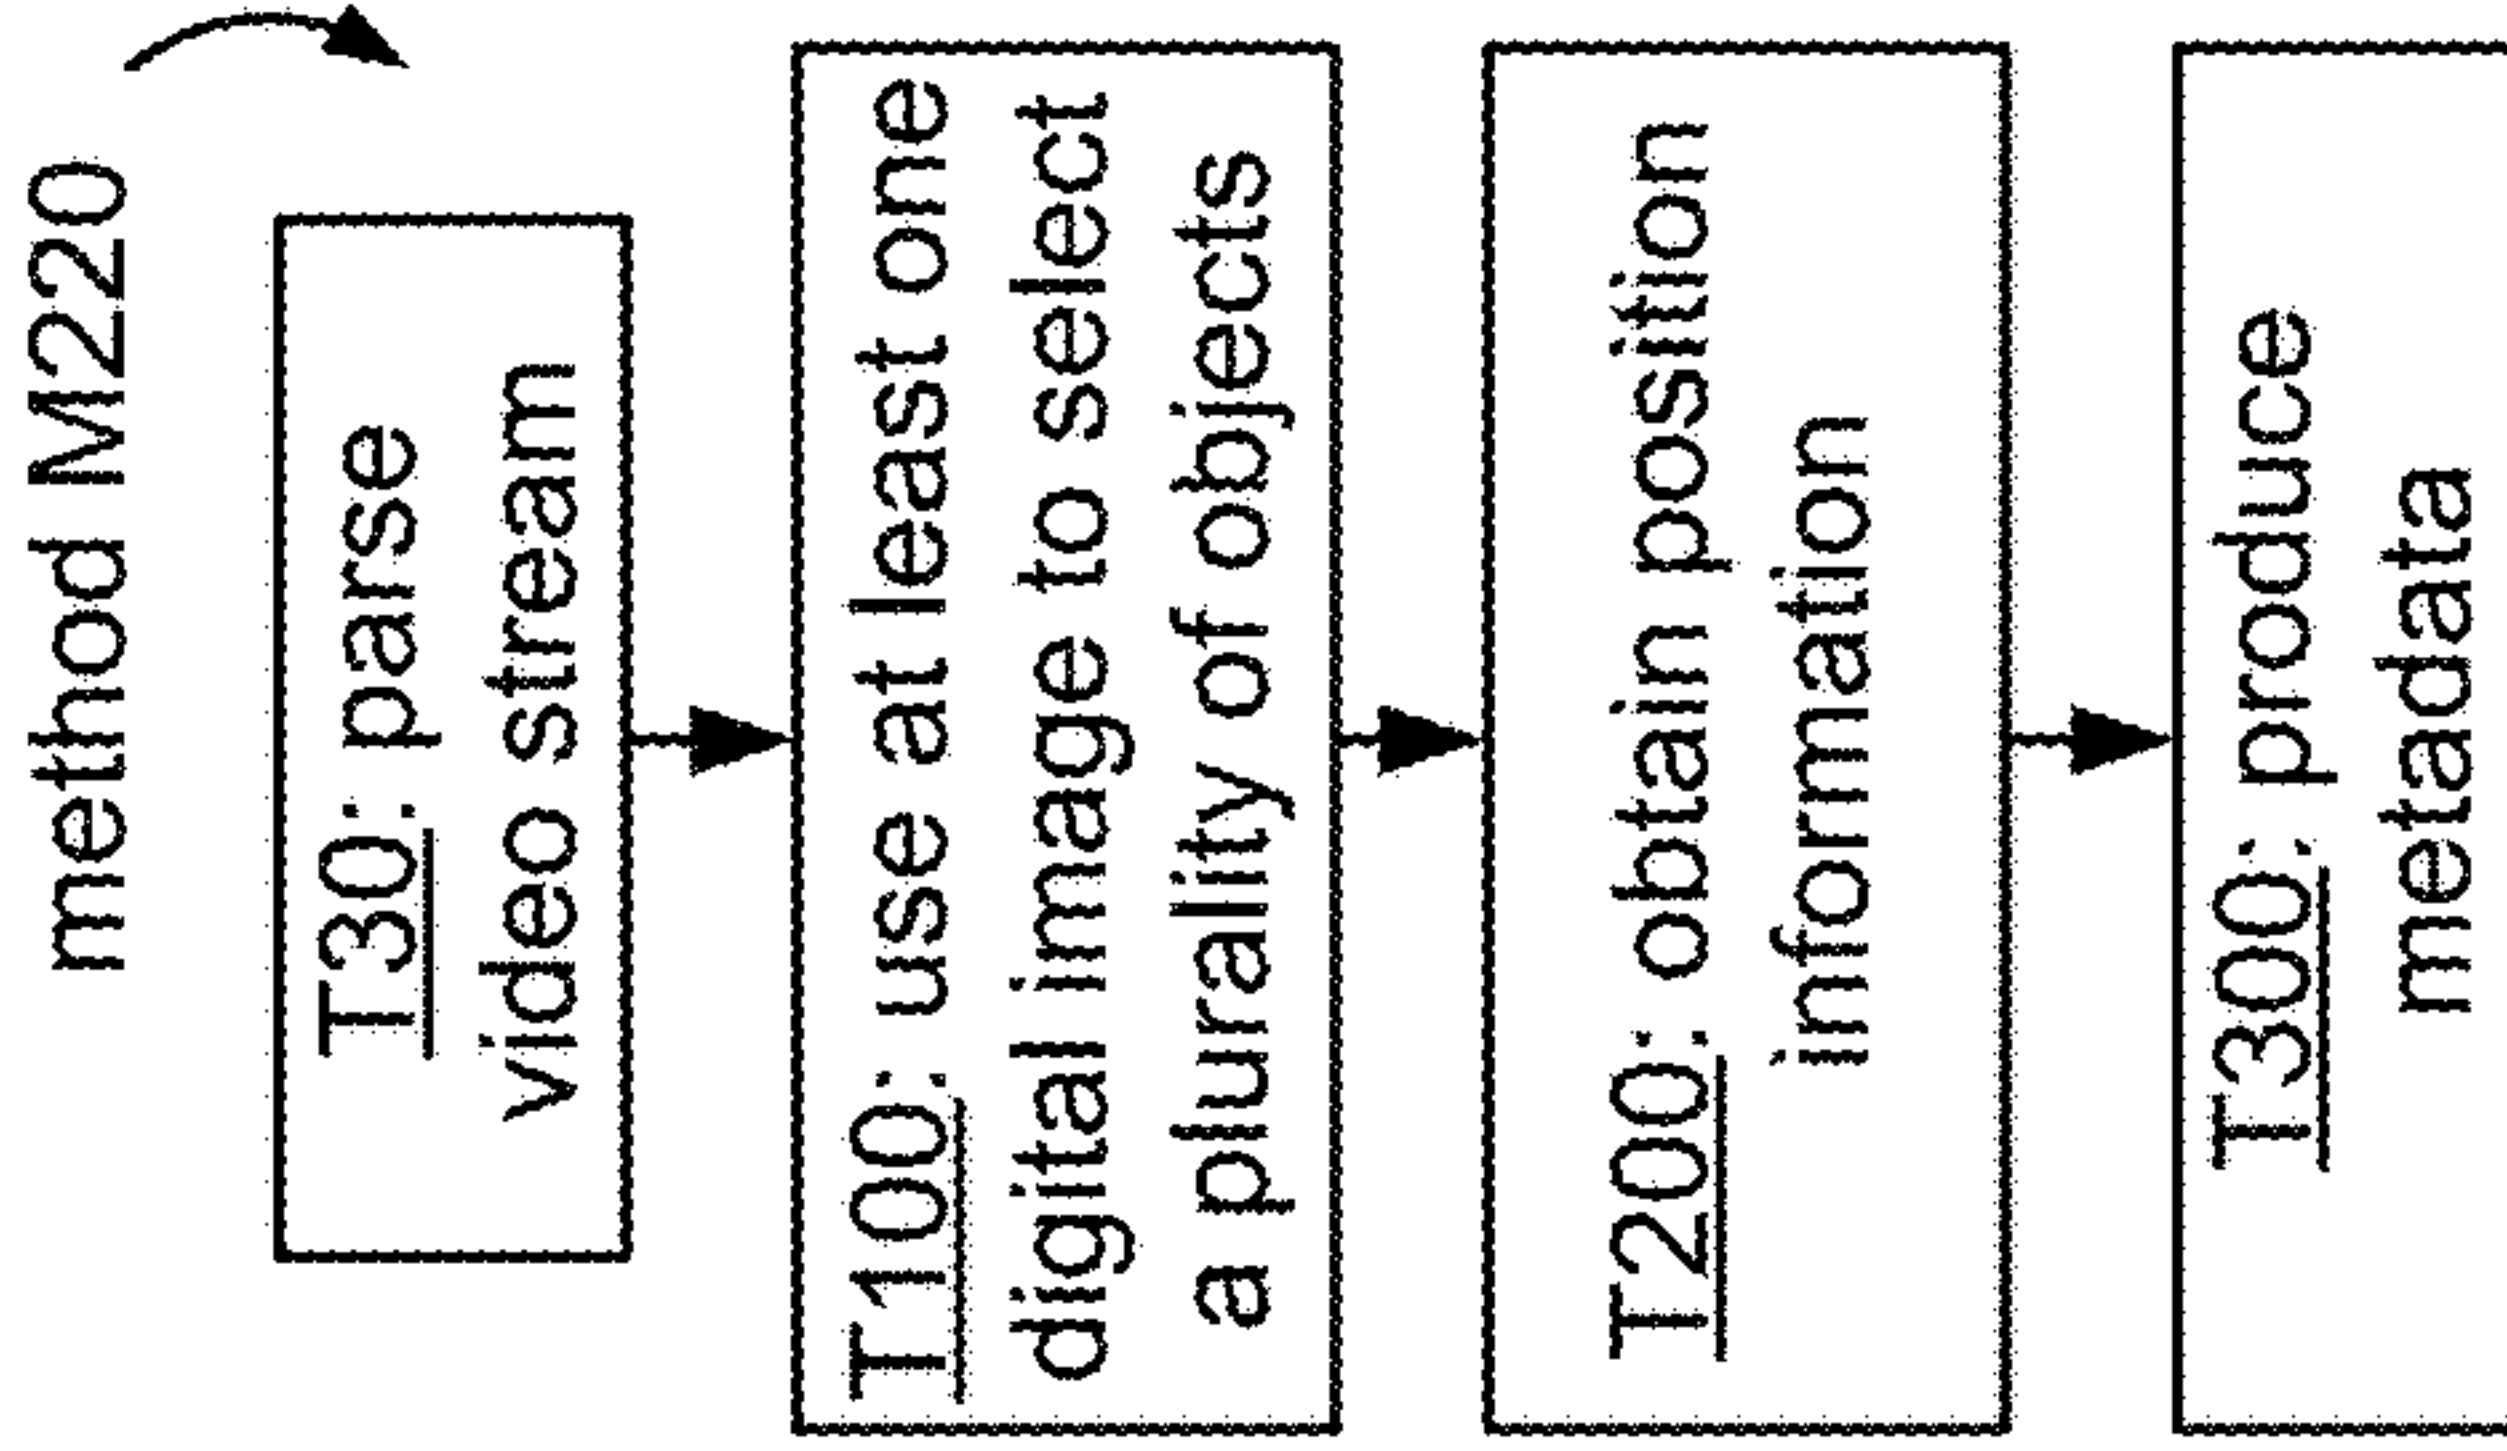 method M220
T30: parse
video stream
T100: use at least one
digital image to select
a plurality of objects
T200: obtain position
information
T300: produce
metadata